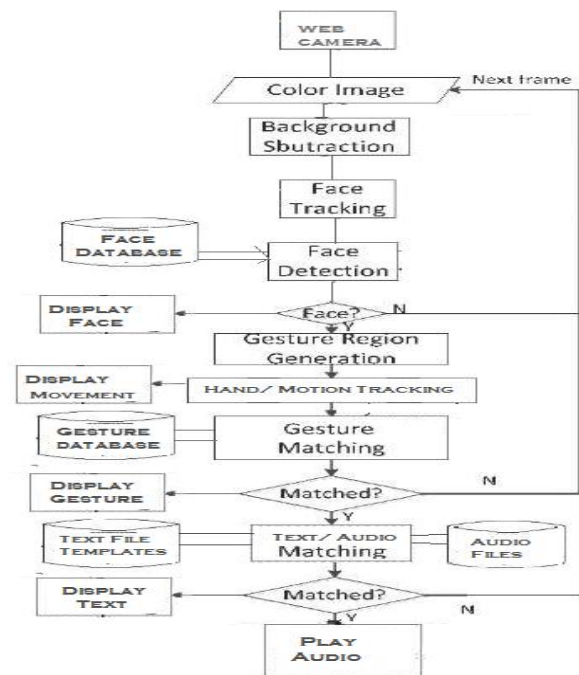 WEB
CAMERA
Color Image
Next frame
Background
Sbutraction
Face
Tracking
FACE
DATABASE
Face
Detection
DISPLAY
FACE
Face?
N
Y
Gesture Region
Generation
DISPLAY
MOVEMENT
HAND/ MOTION TRACKING
GESTURE
DATABASE
Gesture
Matching
DISPLAY
GESTURE
Matched?
N
Y
TEXT FILE
TEMPLATES
TEXT/ AUDIO
Matching
AUDIO
FILES
DISPLAY
TEXT
Matched?
N
Y
PLAY
AUDIO